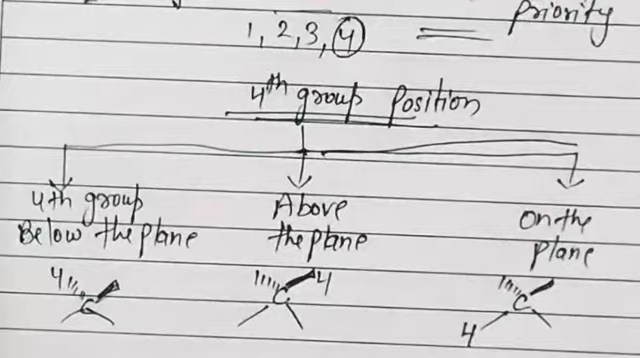 Priority
1, 2, 3, 4
4th group Position
4th group
Below the plane
Above
the plane
on the
plane
4 C
C 4
C
4